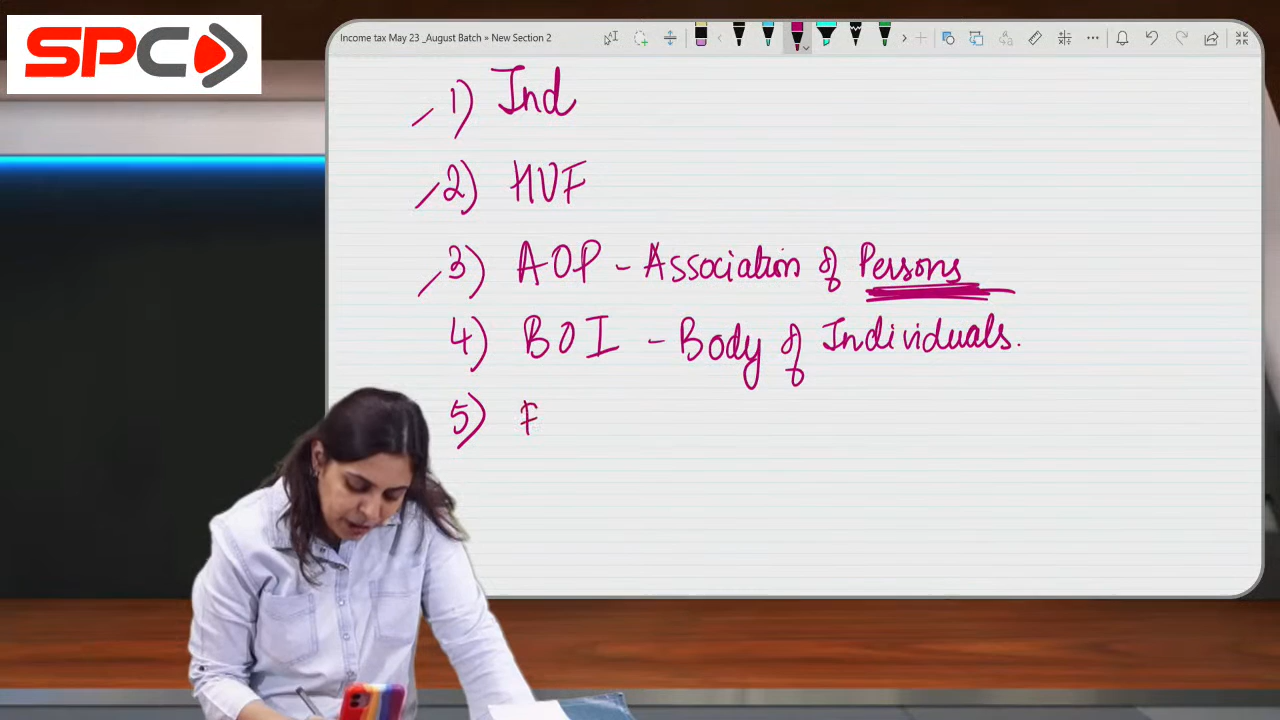 SPC
Income tax May 23 _August Batch » New Section 2
1) Ind
2) HUF
3) AOP - Association of Persons
4) BOI - Body of Individuals.
5) F